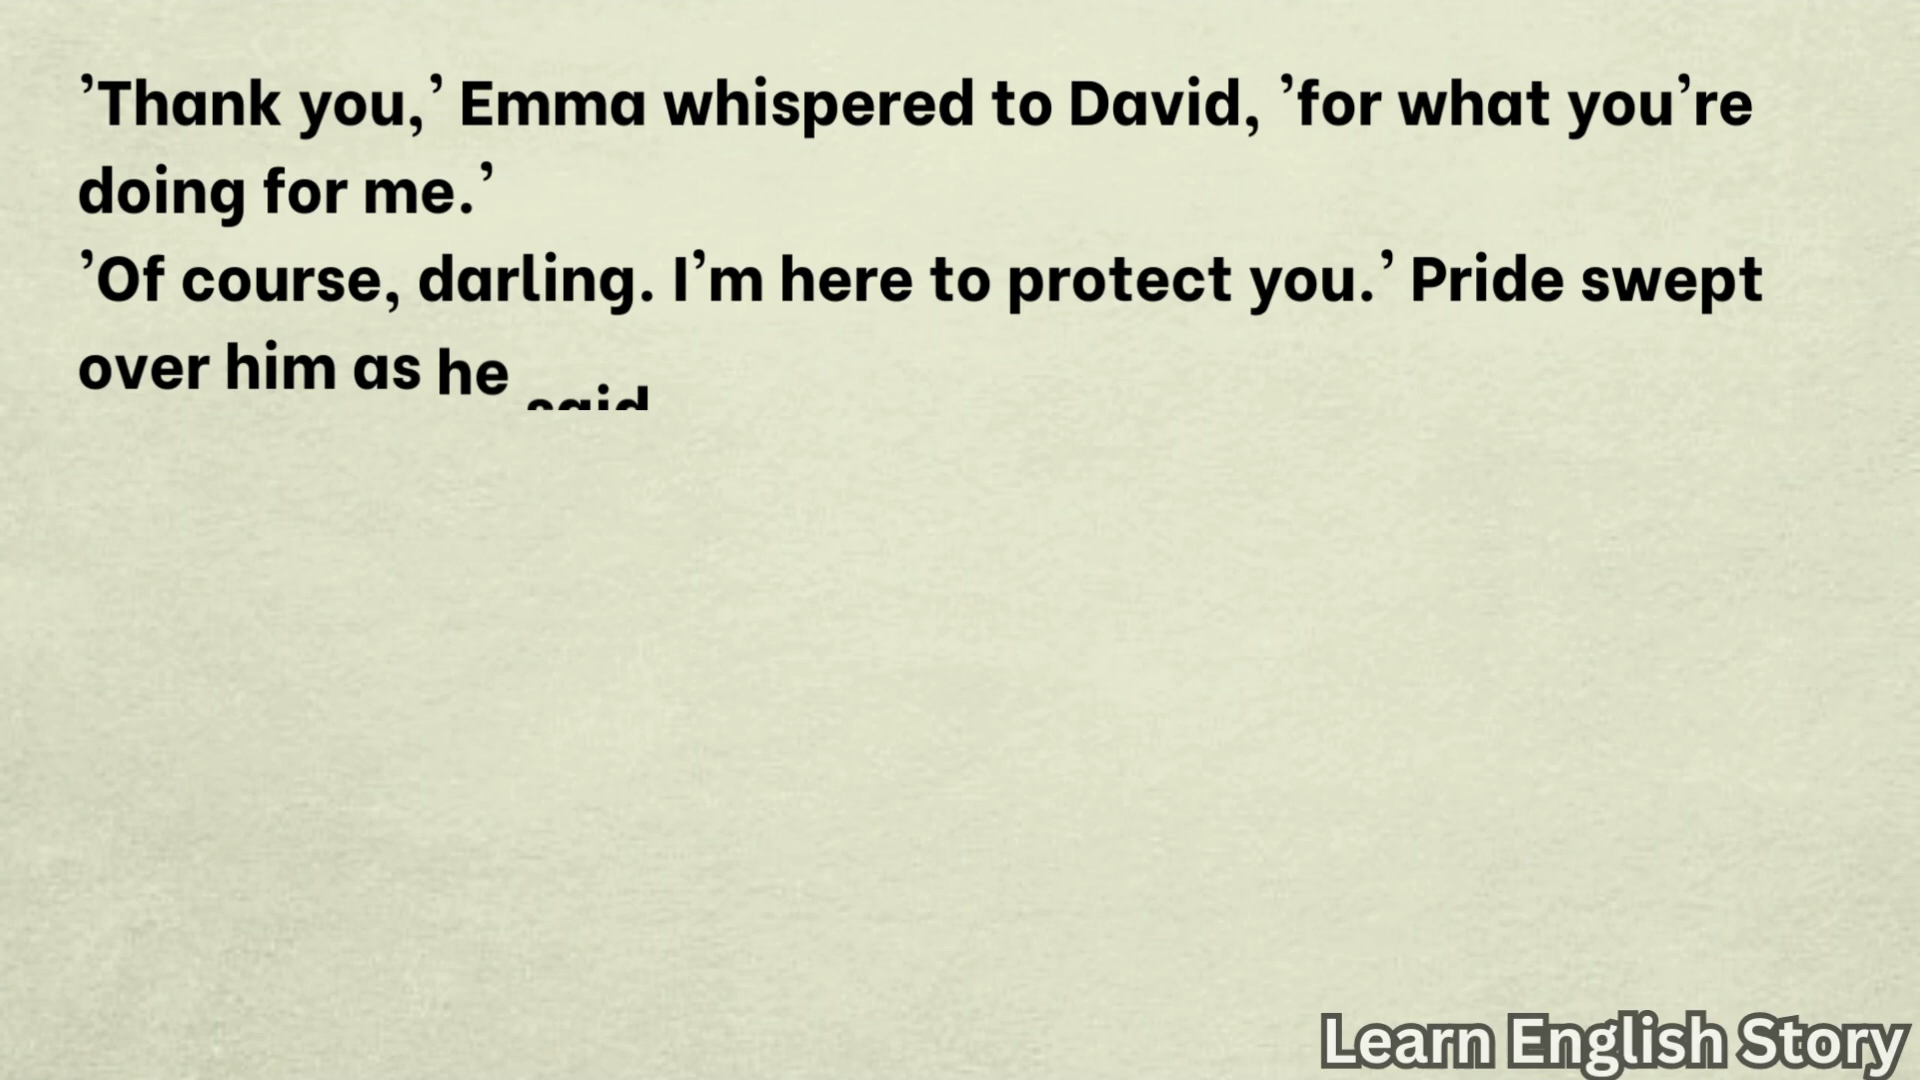 ’Thank you,’ Emma whispered to David, ’for what you’re
doing for me.’
’Of course, darling. I’m here to protect you.’ Pride swept
over him as he said
Learn English Story